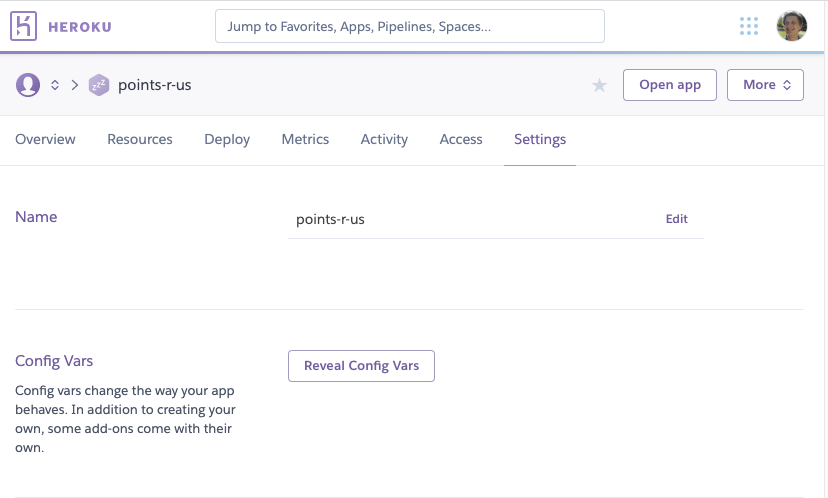 HEROKU
Jump to Favorites, Apps, Pipelines, Spaces...
points-r-us
Open app
More
Overview Resources Deploy Metrics Activity Access Settings
Name
points-r-us
Edit
Config Vars
Reveal Config Vars
Config vars change the way your app
behaves. In addition to creating your
own, some add-ons come with their
own.